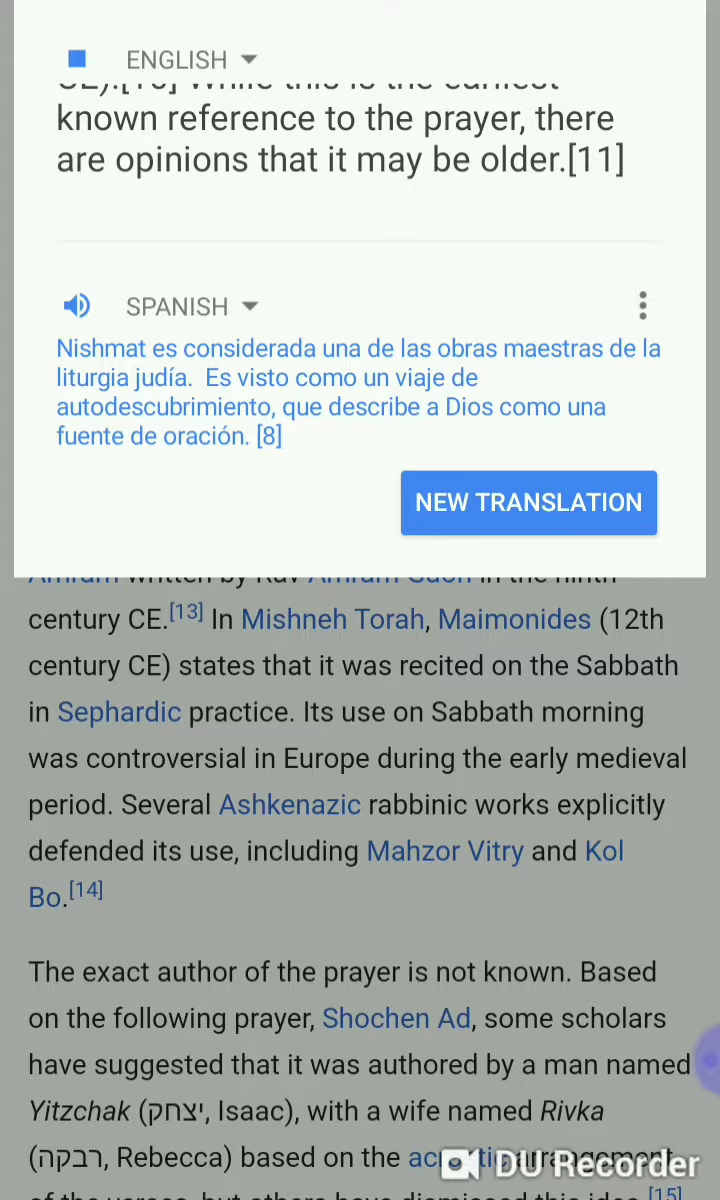 ENGLISH
known reference to the prayer, there
are opinions that it may be older.[11]
SPANISH
Nishmat es considerada una de las obras maestras de la
liturgia judía. Es visto como un viaje de
autodescubrimiento, que describe a Dios como una
fuente de oración. [8]
NEW TRANSLATION
century CE.[13] In Mishneh Torah, Maimonides (12th
century CE) states that it was recited on the Sabbath
in Sephardic practice. Its use on Sabbath morning
was controversial in Europe during the early medieval
period. Several Ashkenazic rabbinic works explicitly
defended its use, including Mahzor Vitry and Kol
Bo.[14]
The exact author of the prayer is not known. Based
on the following prayer, Shochen Ad, some scholars
have suggested that it was authored by a man named
Yitzchak (יצחק, Isaac), with a wife named Rivka
(רבקה, Rebecca) based on the
DU Recorder